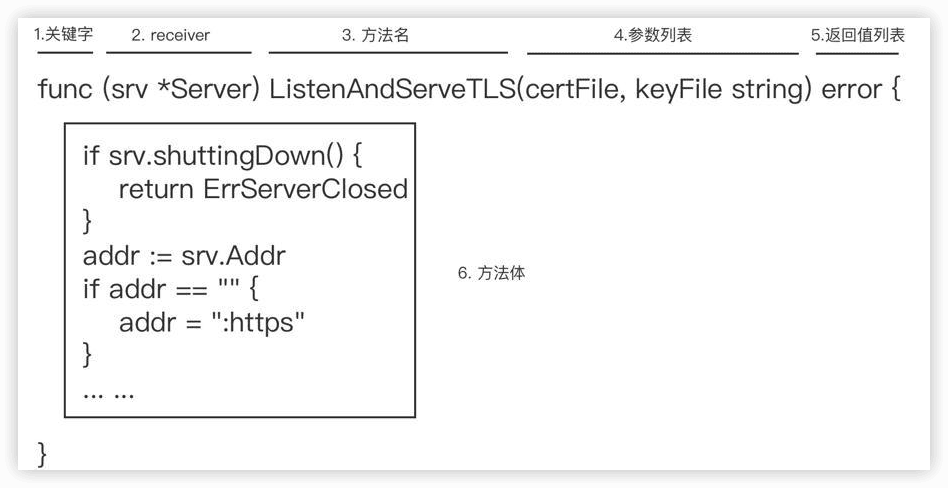 1.关键字 2. receiver 3. 方法名 4.参数列表 5.返回值列表
func (srv *Server) ListenAndServeTLS(certFile, keyFile string) error {
if srv.shuttingDown() {
return ErrServerClosed
}
addr := srv.Addr
if addr == "" {
addr = ":https"
}
... ...
6. 方法体
}